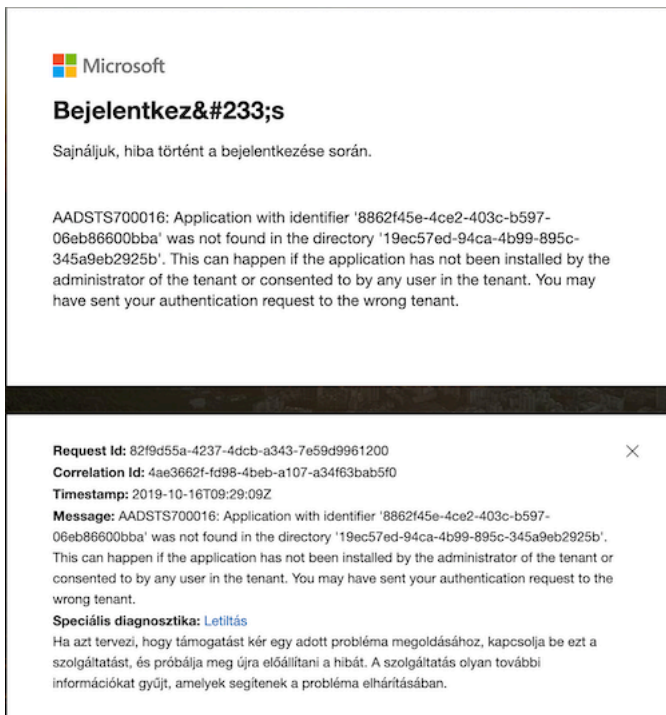 Microsoft
Bejelentkez&#233;s
Sajnáljuk, hiba történt a bejelentkezése során.
AADSTS700016: Application with identifier '8862f45e-4ce2-403c-b597-
06eb86600bba' was not found in the directory '19ec57ed-94ca-4b99-895c-
345a9eb2925b'. This can happen if the application has not been installed by the
administrator of the tenant or consented to by any user in the tenant. You may
have sent your authentication request to the wrong tenant.
Request Id: 82f9d55a-4237-4dcb-a343-7e59d9961200
Correlation Id: 4ae3662f-fd98-4beb-a107-a34f63bab5f0
Timestamp: 2019-10-16T09:29:09Z
Message: AADSTS700016: Application with identifier '8862f45e-4ce2-403c-b597-
06eb86600bba' was not found in the directory '19ec57ed-94ca-4b99-895c-345a9eb2925b'.
This can happen if the application has not been installed by the administrator of the tenant or
consented to by any user in the tenant. You may have sent your authentication request to the
wrong tenant.
Speciális diagnosztika: Letiltás
Ha azt tervezi, hogy támogatást kér egy adott probléma megoldásához, kapcsolja be ezt a
szolgáltatást, és próbálja meg újra előállítani a hibát. A szolgáltatás olyan további
információkat gyűjt, amelyek segítenek a probléma elhárításában.